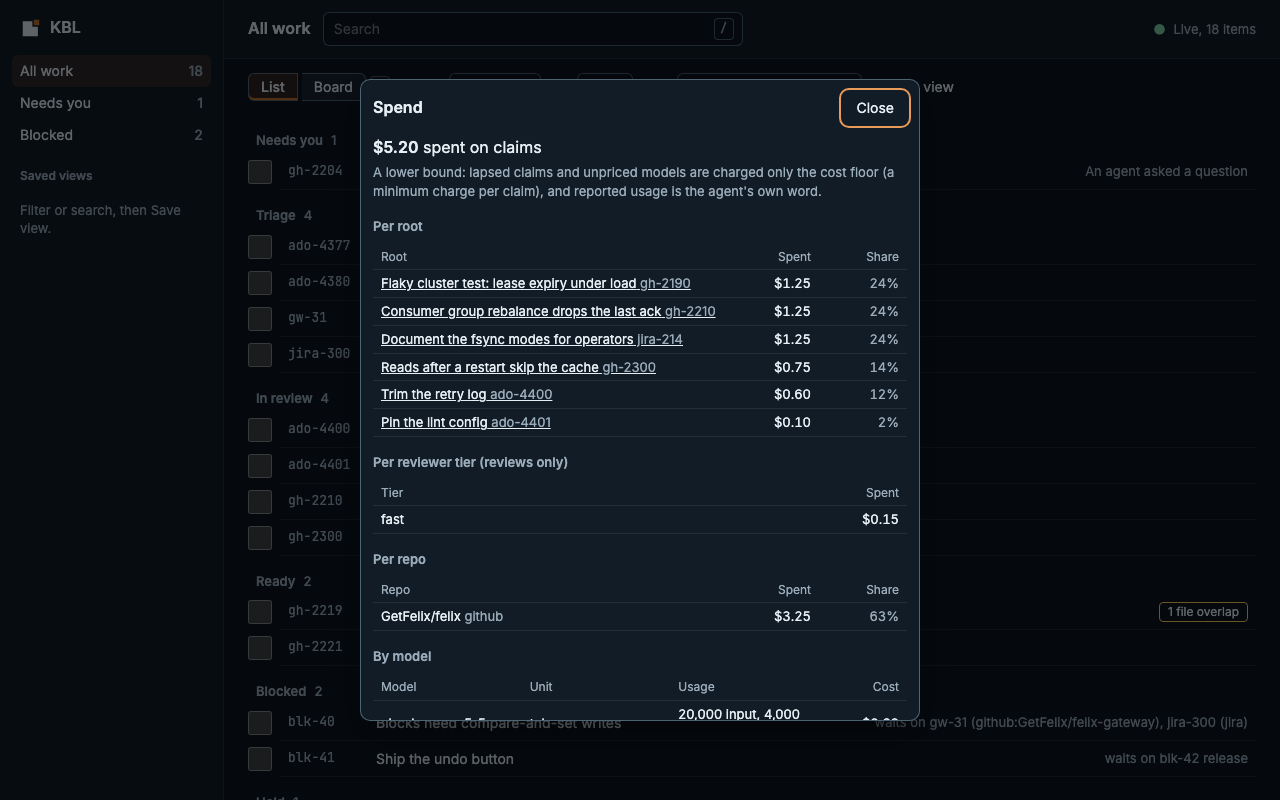 KBL
All work 18
Needs you 1
Blocked 2
Saved views
Filter or search, then Save
view.
All work
Search
/
Live, 18 items
List
Board
view
Needs you 1
gh-2204
An agent asked a question
Triage 4
ado-4377
ado-4380
gw-31
jira-300
In review 4
ado-4400
ado-4401
gh-2210
gh-2300
Ready 2
gh-2219
1 file overlap
gh-2221
Blocked 2
blk-40
Blocks need compare-and-set writes
waits on gw-31 (github:GetFelix/felix-gateway), jira-300 (jira)
blk-41
Ship the undo button
waits on blk-42 release
Spend
Close
$5.20 spent on claims
A lower bound: lapsed claims and unpriced models are charged only the cost floor (a
minimum charge per claim), and reported usage is the agent's own word.
Per root
Root Spent Share
Flaky cluster test: lease expiry under load gh-2190 $1.25 24%
Consumer group rebalance drops the last ack gh-2210 $1.25 24%
Document the fsync modes for operators jira-214 $1.25 24%
Reads after a restart skip the cache gh-2300 $0.75 14%
Trim the retry log ado-4400 $0.60 12%
Pin the lint config ado-4401 $0.10 2%
Per reviewer tier (reviews only)
Tier Spent
fast $0.15
Per repo
Repo Spent Share
GetFelix/felix github $3.25 63%
By model
Model Unit Usage Cost
20,000 input, 4,000